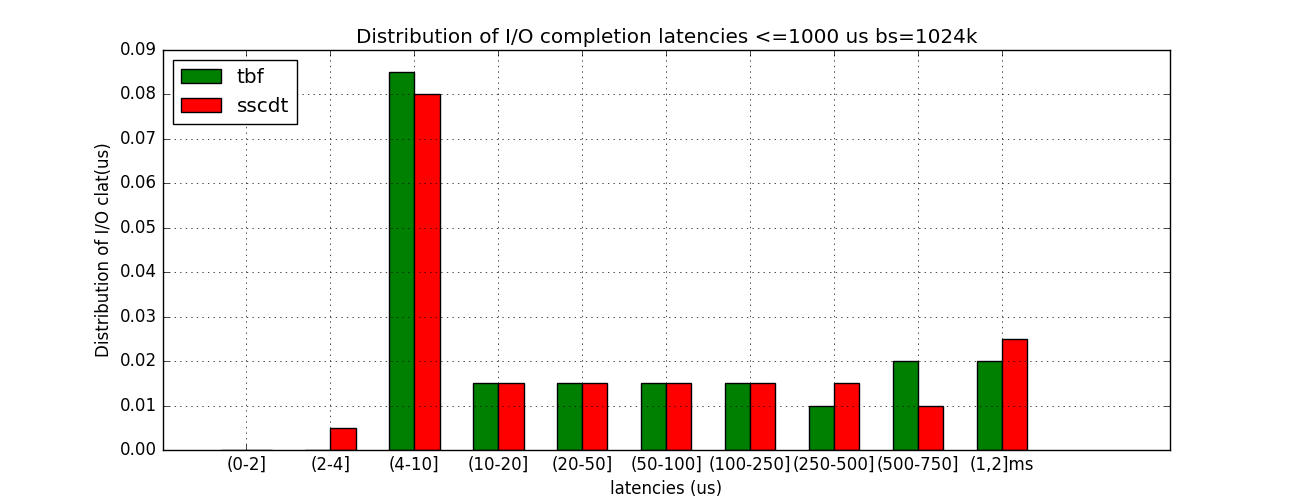 Distribution of I/O completion latencies <=1000 us bs=1024k
tbf
sscdt
Distribution of I/O clat(us)
0.09
0.08
0.07
0.06
0.05
0.04
0.03
0.02
0.01
0.00
(0-2] (2-4] (4-10] (10-20] (20-50] (50-100] (100-250] (250-500] (500-750] (1,2]ms
latencies (us)